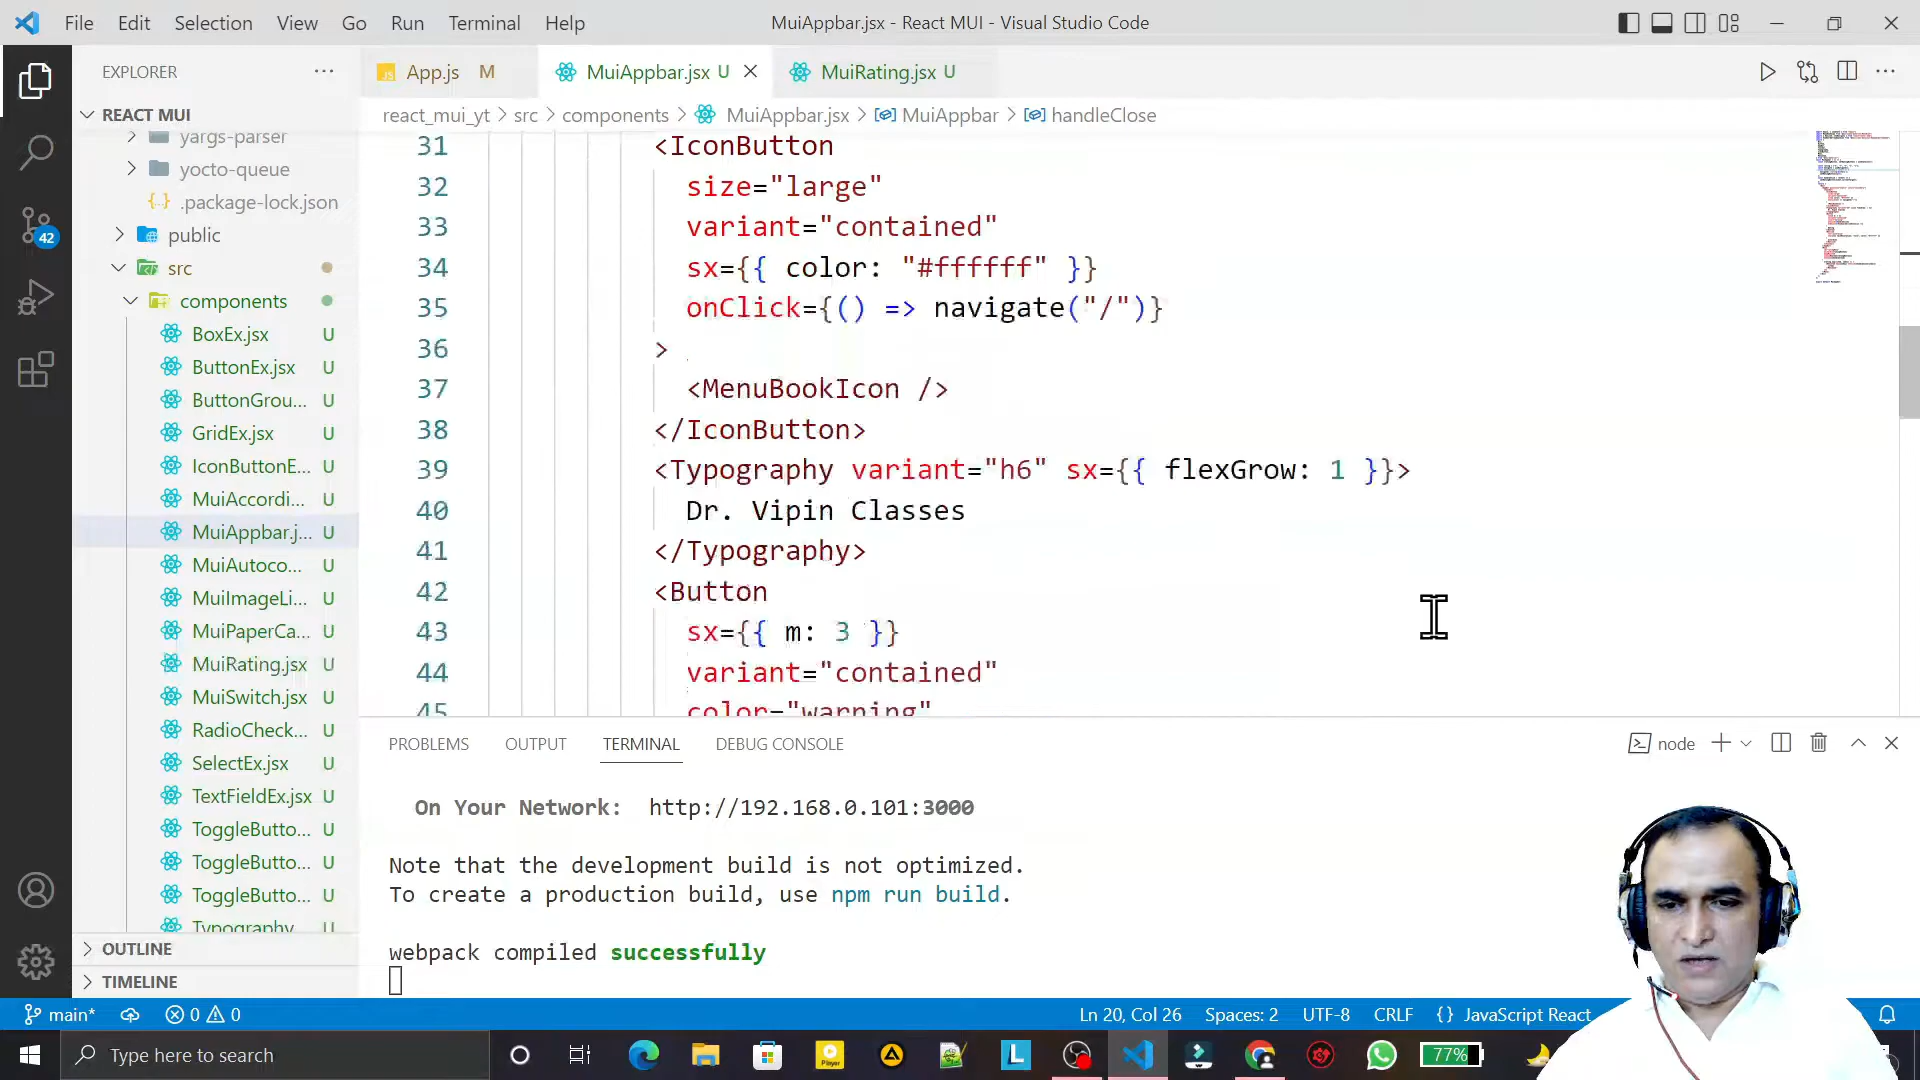 File Edit Selection View Go Run Terminal Help
MuiAppbar.jsx - React MUI - Visual Studio Code
EXPLORER
App.js M
MuiAppbar.jsx U
MuiRating.jsx U
REACT MUI
react_mui_yt > src > components > MuiAppbar.jsx > MuiAppbar > handleClose
yargs-parser
yocto-queue
{} .package-lock.json
public
src
components
BoxEx.jsx U
ButtonEx.jsx U
ButtonGrou... U
GridEx.jsx U
IconButtonE... U
MuiAccordi... U
MuiAppbar.j... U
MuiAutoco... U
MuiImageLi... U
MuiPaperCa... U
MuiRating.jsx U
MuiSwitch.jsx U
RadioCheck... U
SelectEx.jsx U
TextFieldEx.jsx U
ToggleButto... U
ToggleButto... U
ToggleButto... U
Typography
OUTLINE
TIMELINE
42
31 <IconButton
32 size="large"
33 variant="contained"
34 sx={{ color: "#ffffff" }}
35 onClick={() => navigate("/")}
36 >
37 <MenuBookIcon />
38 </IconButton>
39 <Typography variant="h6" sx={{ flexGrow: 1 }}>
40 Dr. Vipin Classes
41 </Typography>
42 <Button
43 sx={{ m: 3 }}
44 variant="contained"
45 color="warning"
PROBLEMS OUTPUT TERMINAL DEBUG CONSOLE
node
On Your Network: http://192.168.0.101:3000
Note that the development build is not optimized.
To create a production build, use npm run build.
webpack compiled successfully
main* 0 0
Ln 20, Col 26 Spaces: 2 UTF-8 CRLF {} JavaScript React
Type here to search
Player
L
77%